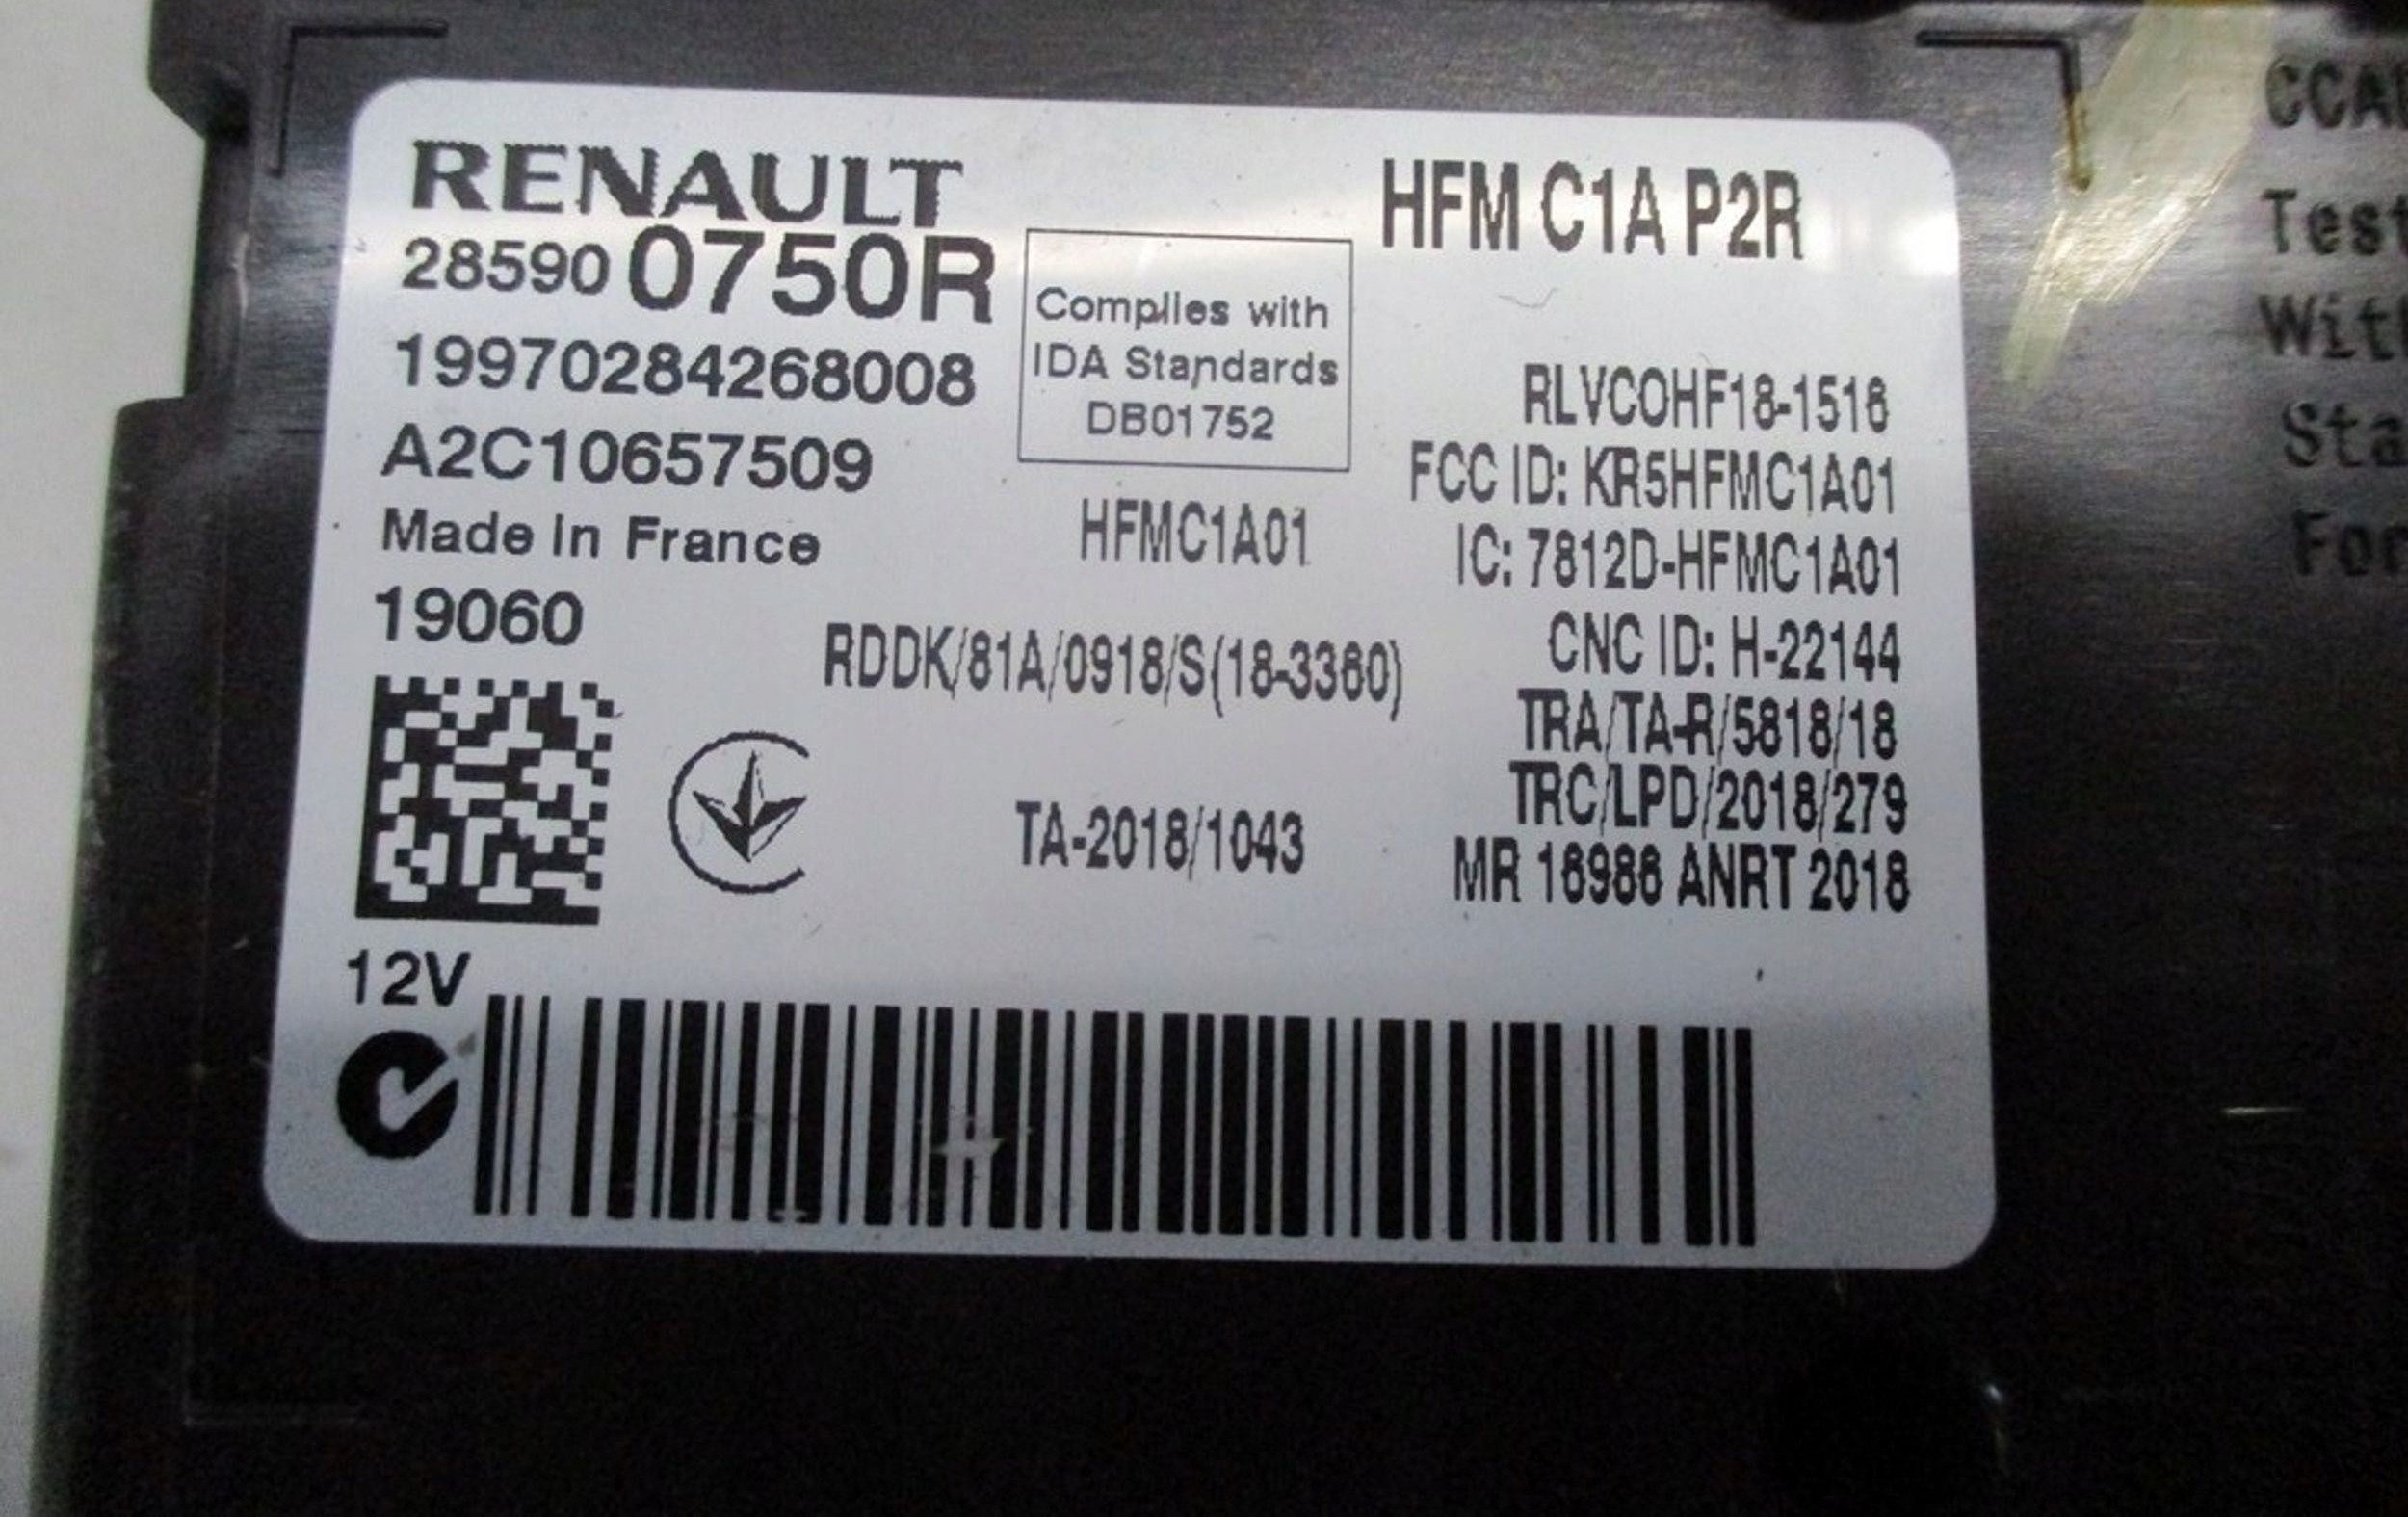 RENAULT
28590 0750R
19970284268008
A2C10657509
Made in France
19060
12V
Complies with
IDA Standards
DB01752
HFMC1A01
RDDK/81A/0918/S(18-3360)
TA-2018/1043
HFM C1A P2R
RLVCOHF18-1518
FCC ID: KR5HFMC1A01
IC: 7812D-HFMC1A01
CNC ID: H-22144
TRA/TA-R/5818/18
TRC/LPD/2018/279
MR 16986 ANRT 2018